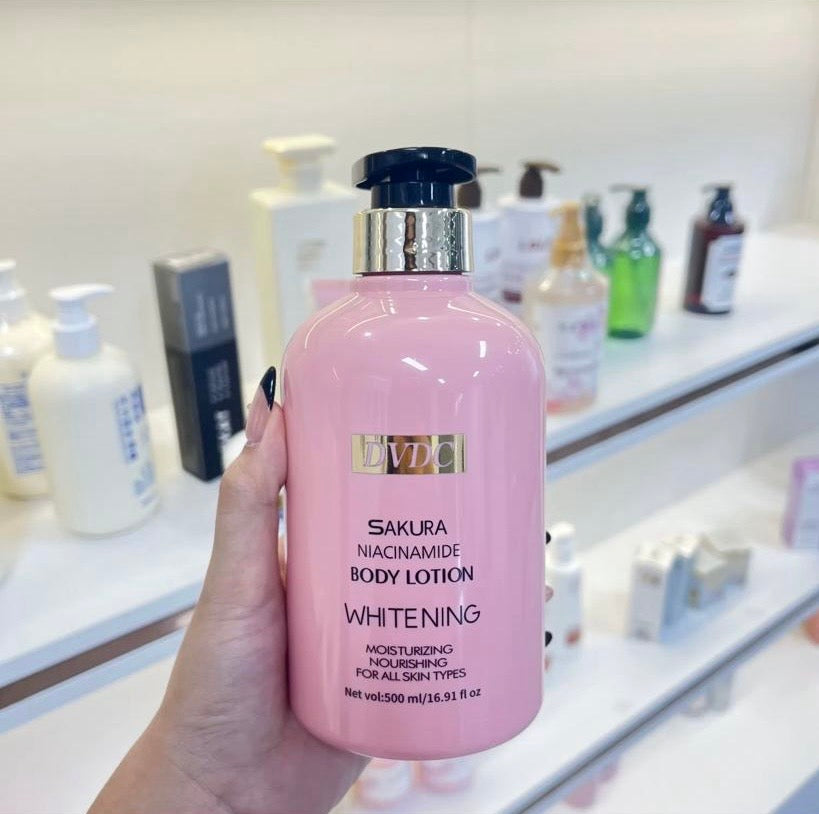 DVDC
SAKURA
NIACINAMIDE
BODY LOTION
WHITENING
MOISTURIZING
NOURISHING
FOR ALL SKIN TYPES
Net vol:500 ml/16.91 fl oz